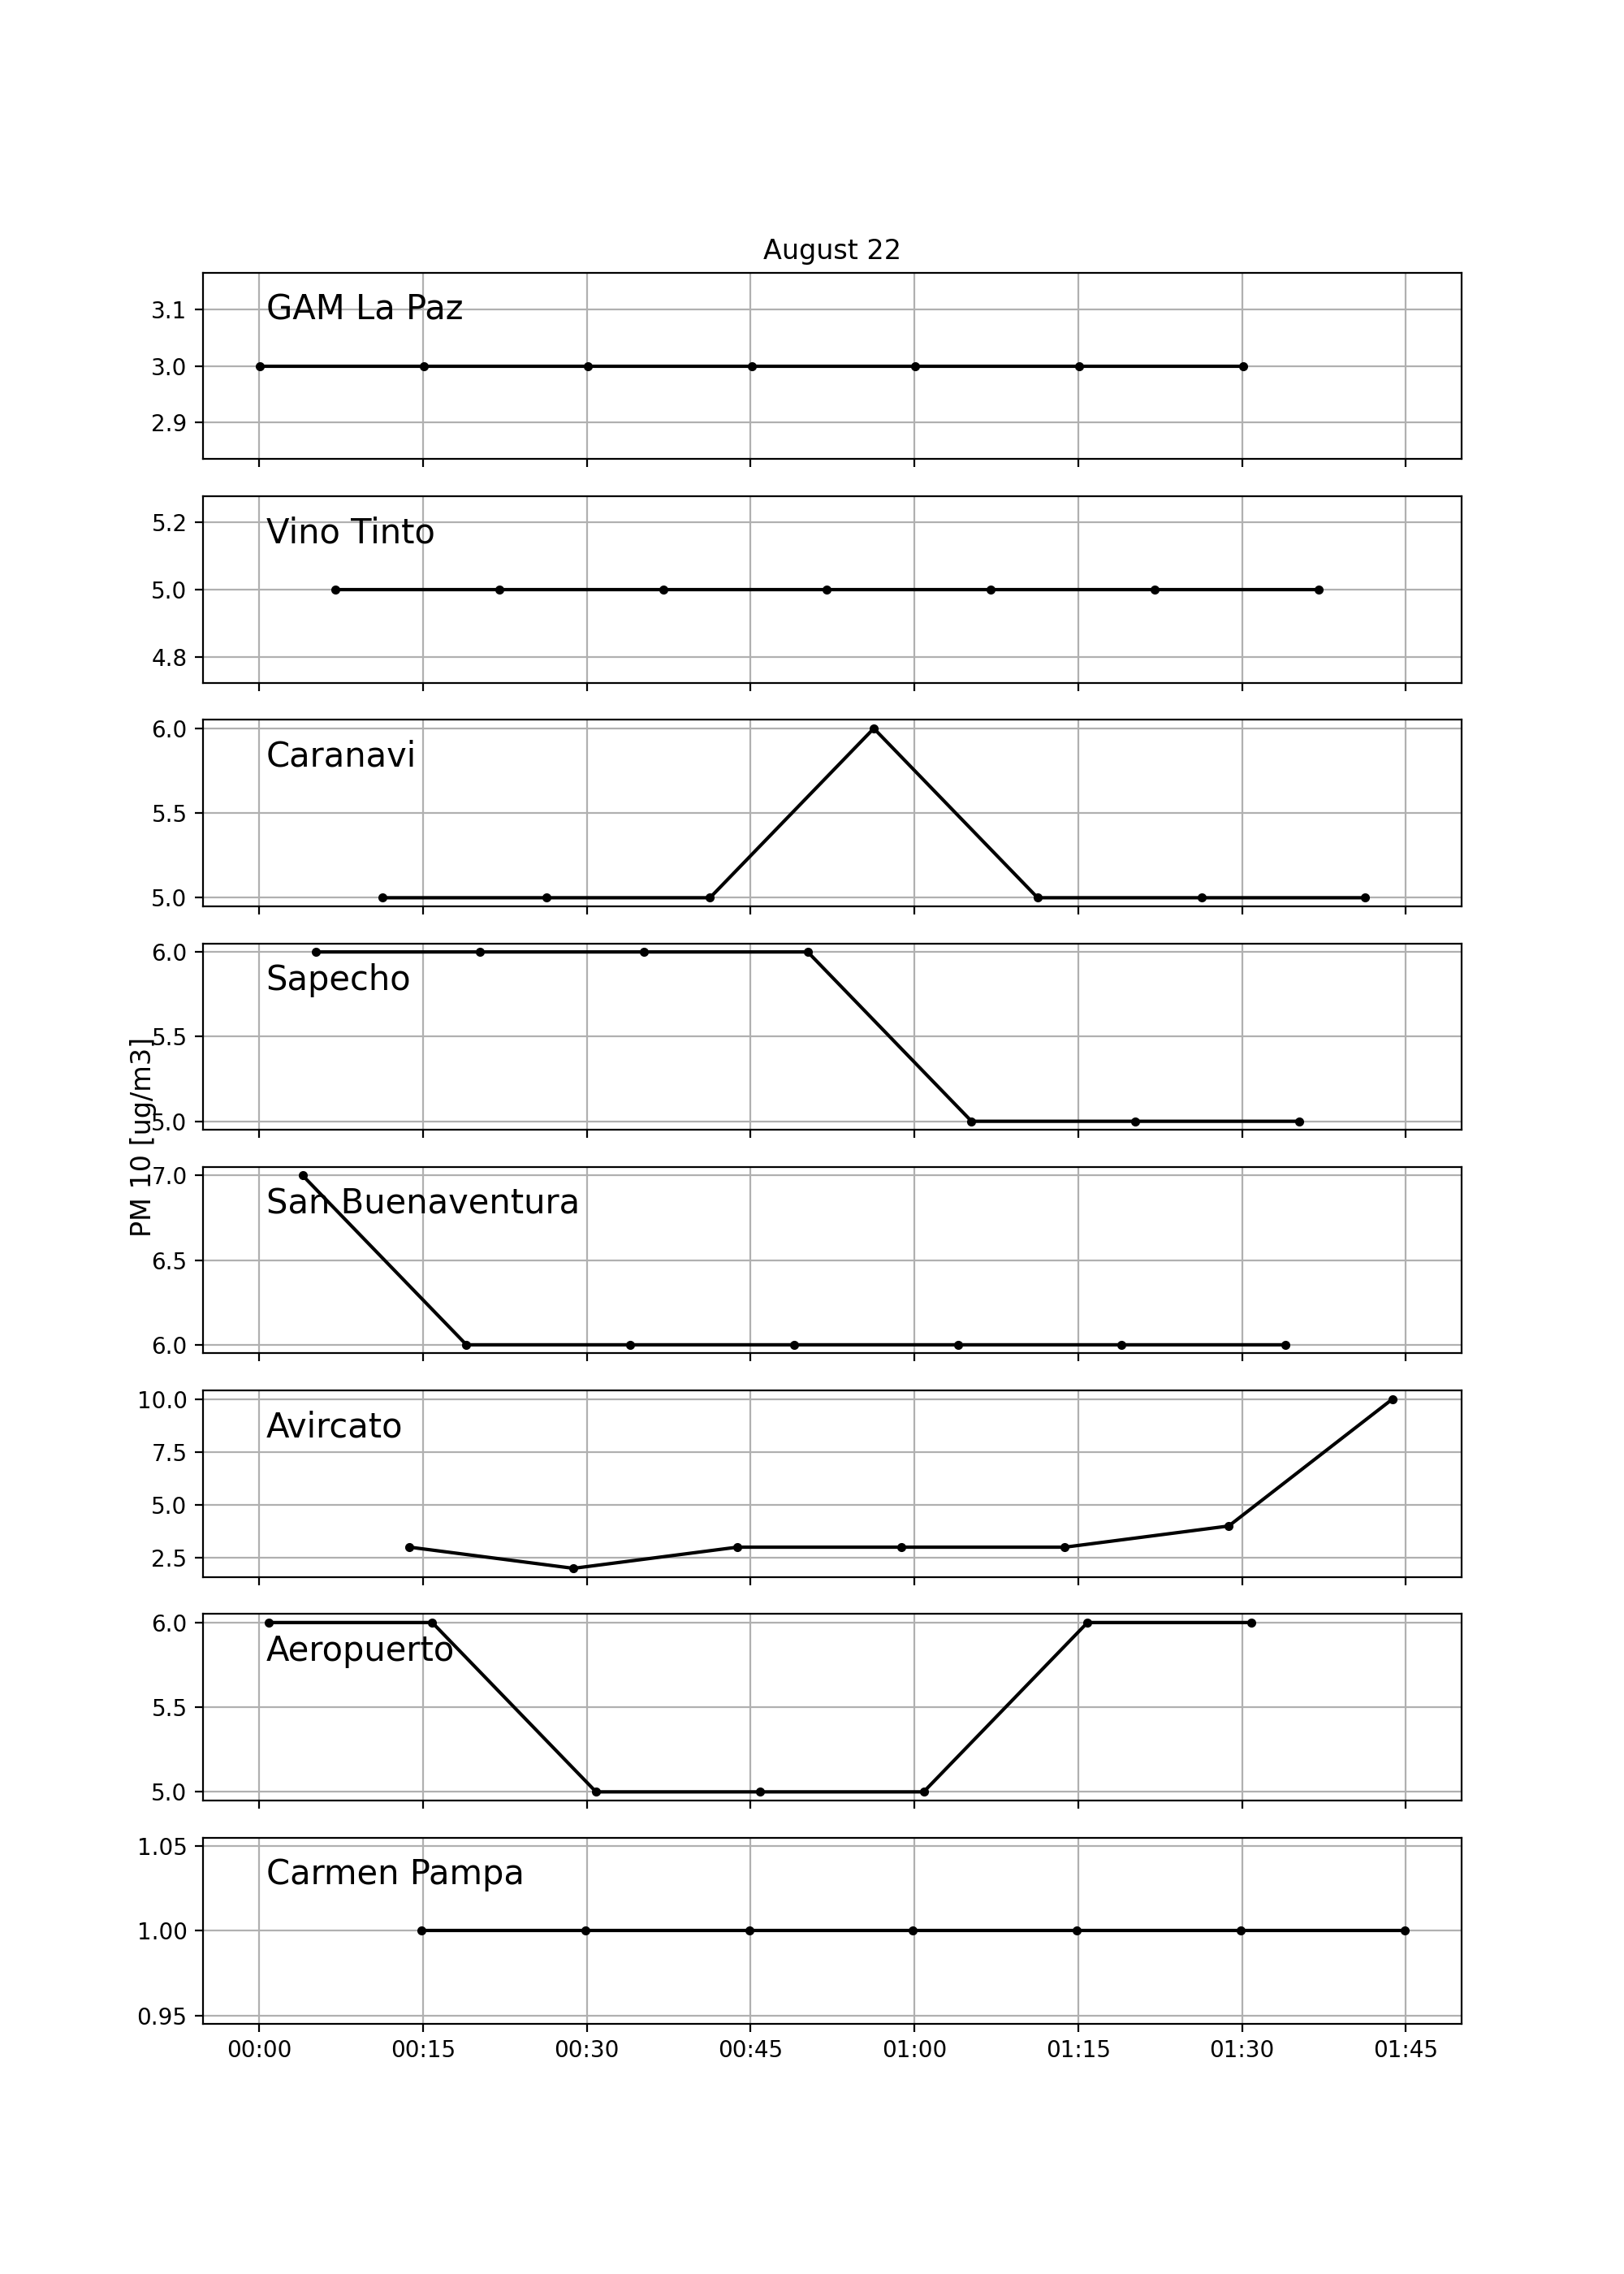 August 22
3.1
GAM La Paz
3.0
2.9
5.2
Vino Tinto
5.0
4.8
6.0
Caranavi
5.5
5.0
6.0
Sapecho
5.5
5.0
PM 10 [ug/m3]
7.0
San Buenaventura
6.5
6.0
10.0
Avircato
7.5
5.0
2.5
6.0
Aeropuerto
5.5
5.0
1.05
Carmen Pampa
1.00
0.95
00:00 00:15 00:30 00:45 01:00 01:15 01:30 01:45